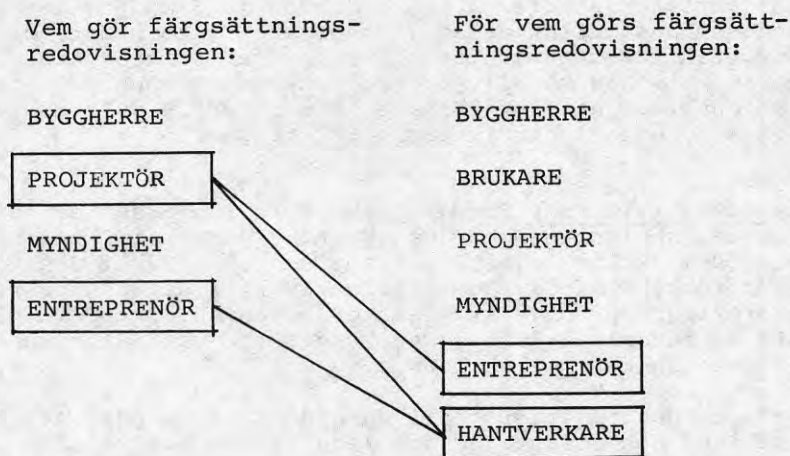 Vem gör färgsättnings-
redovisningen:
BYGGHERRE
PROJEKTÖR
MYNDIGHET
ENTREPRENÖR
För vem görs färgsätt-
ningsredovisningen:
BYGGHERRE
BRUKARE
PROJEKTÖR
MYNDIGHET
ENTREPRENÖR
HANTVERKARE